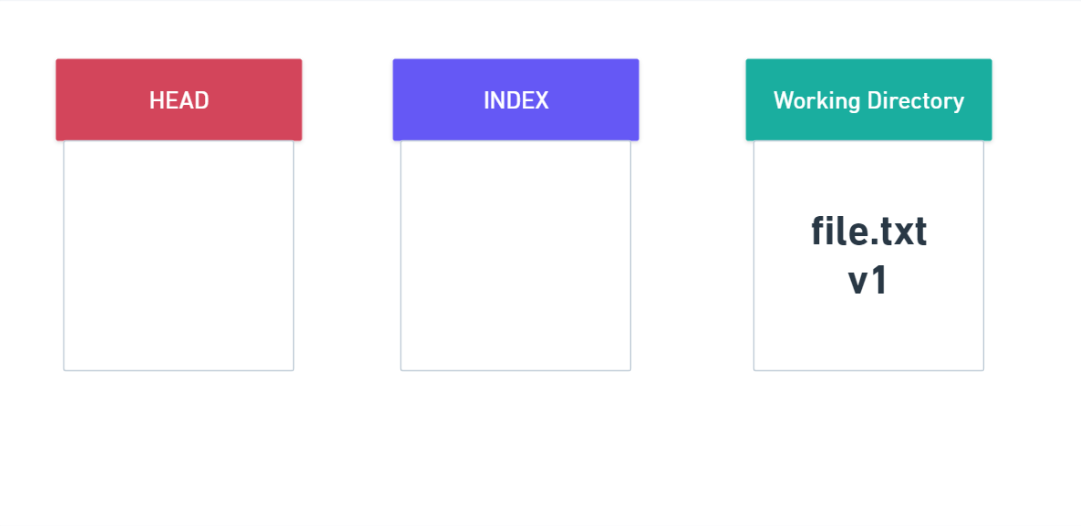 HEAD
INDEX
Working Directory
file.txt
v1